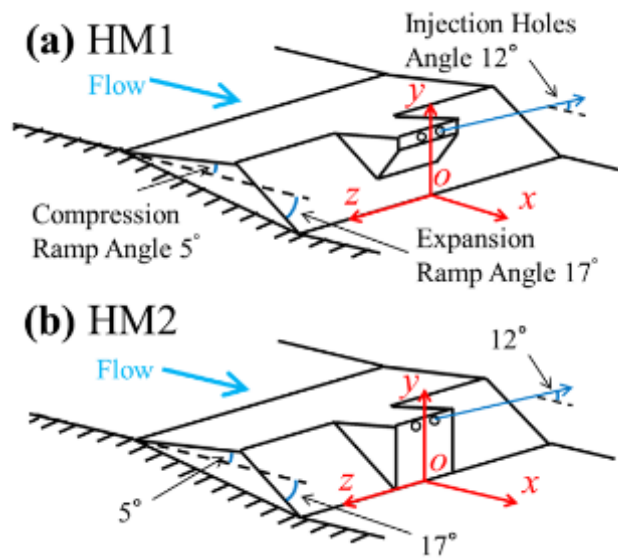 (a) HM1
Injection Holes
Angle 12°
Flow
y
o
z
x
Compression
Ramp Angle 5°
Expansion
Ramp Angle 17°
(b) HM2
12°
Flow
y
o
z
x
5°
17°